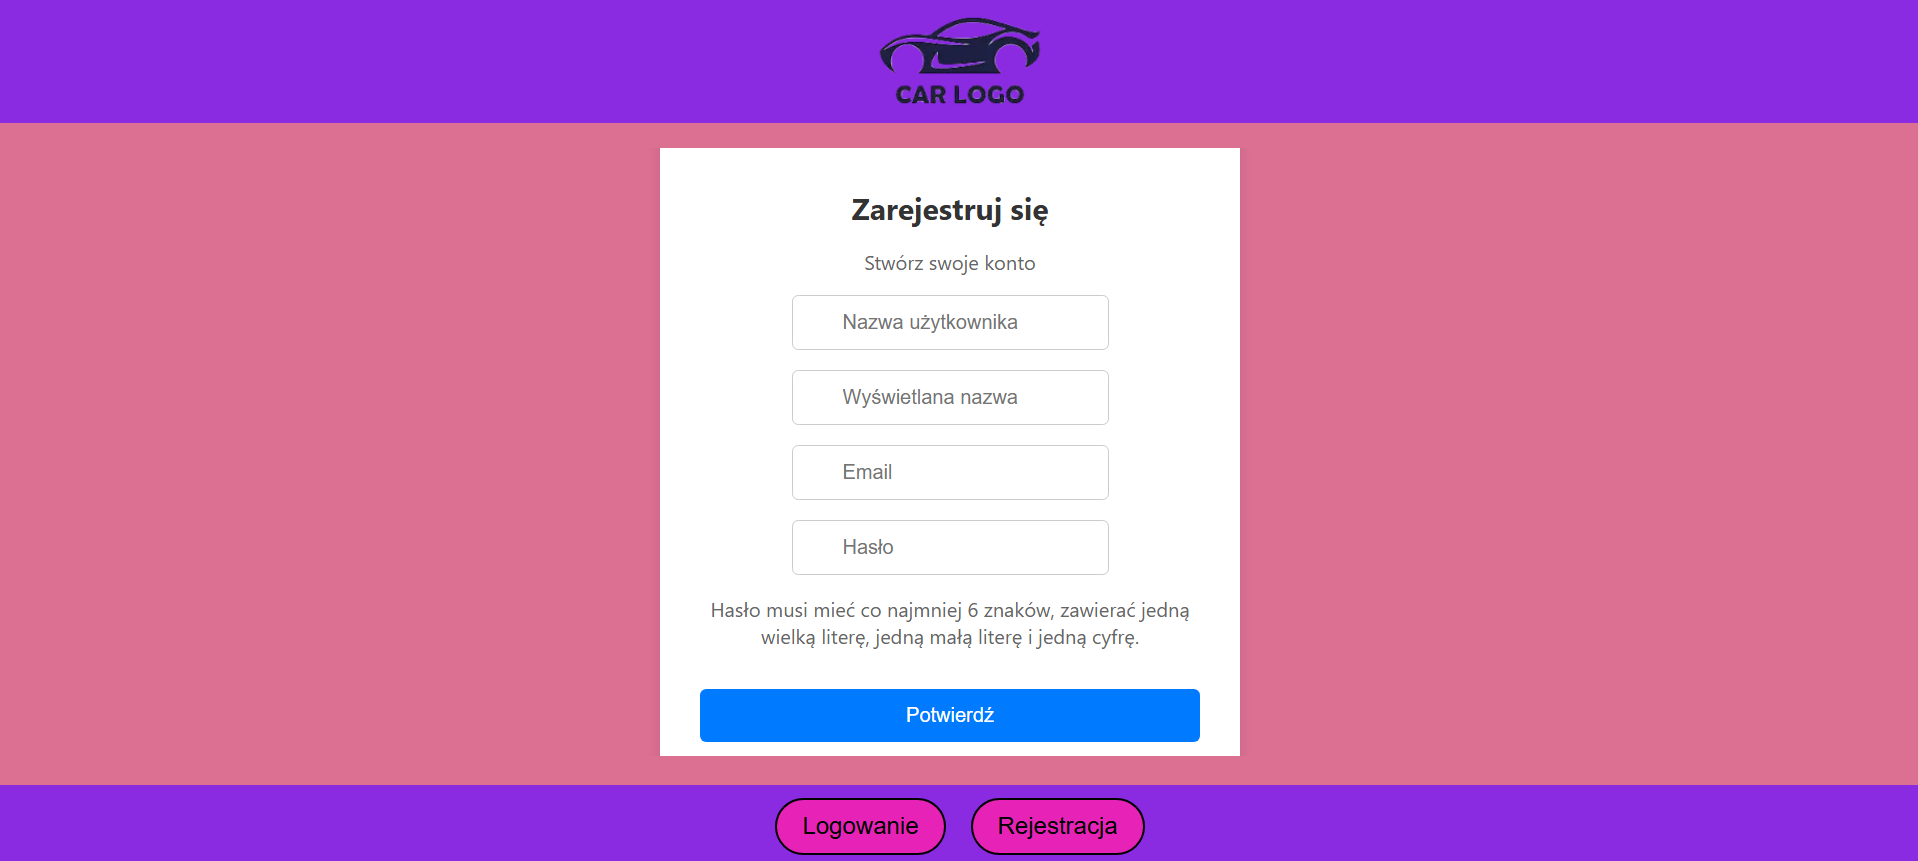 CAR LOGO
Zarejestruj się
Stwórz swoje konto
Nazwa użytkownika
Wyświetlana nazwa
Email
Hasło
Hasło musi mieć co najmniej 6 znaków, zawierać jedną
wielką literę, jedną małą literę i jedną cyfrę.
Potwierdź
Logowanie
Rejestracja